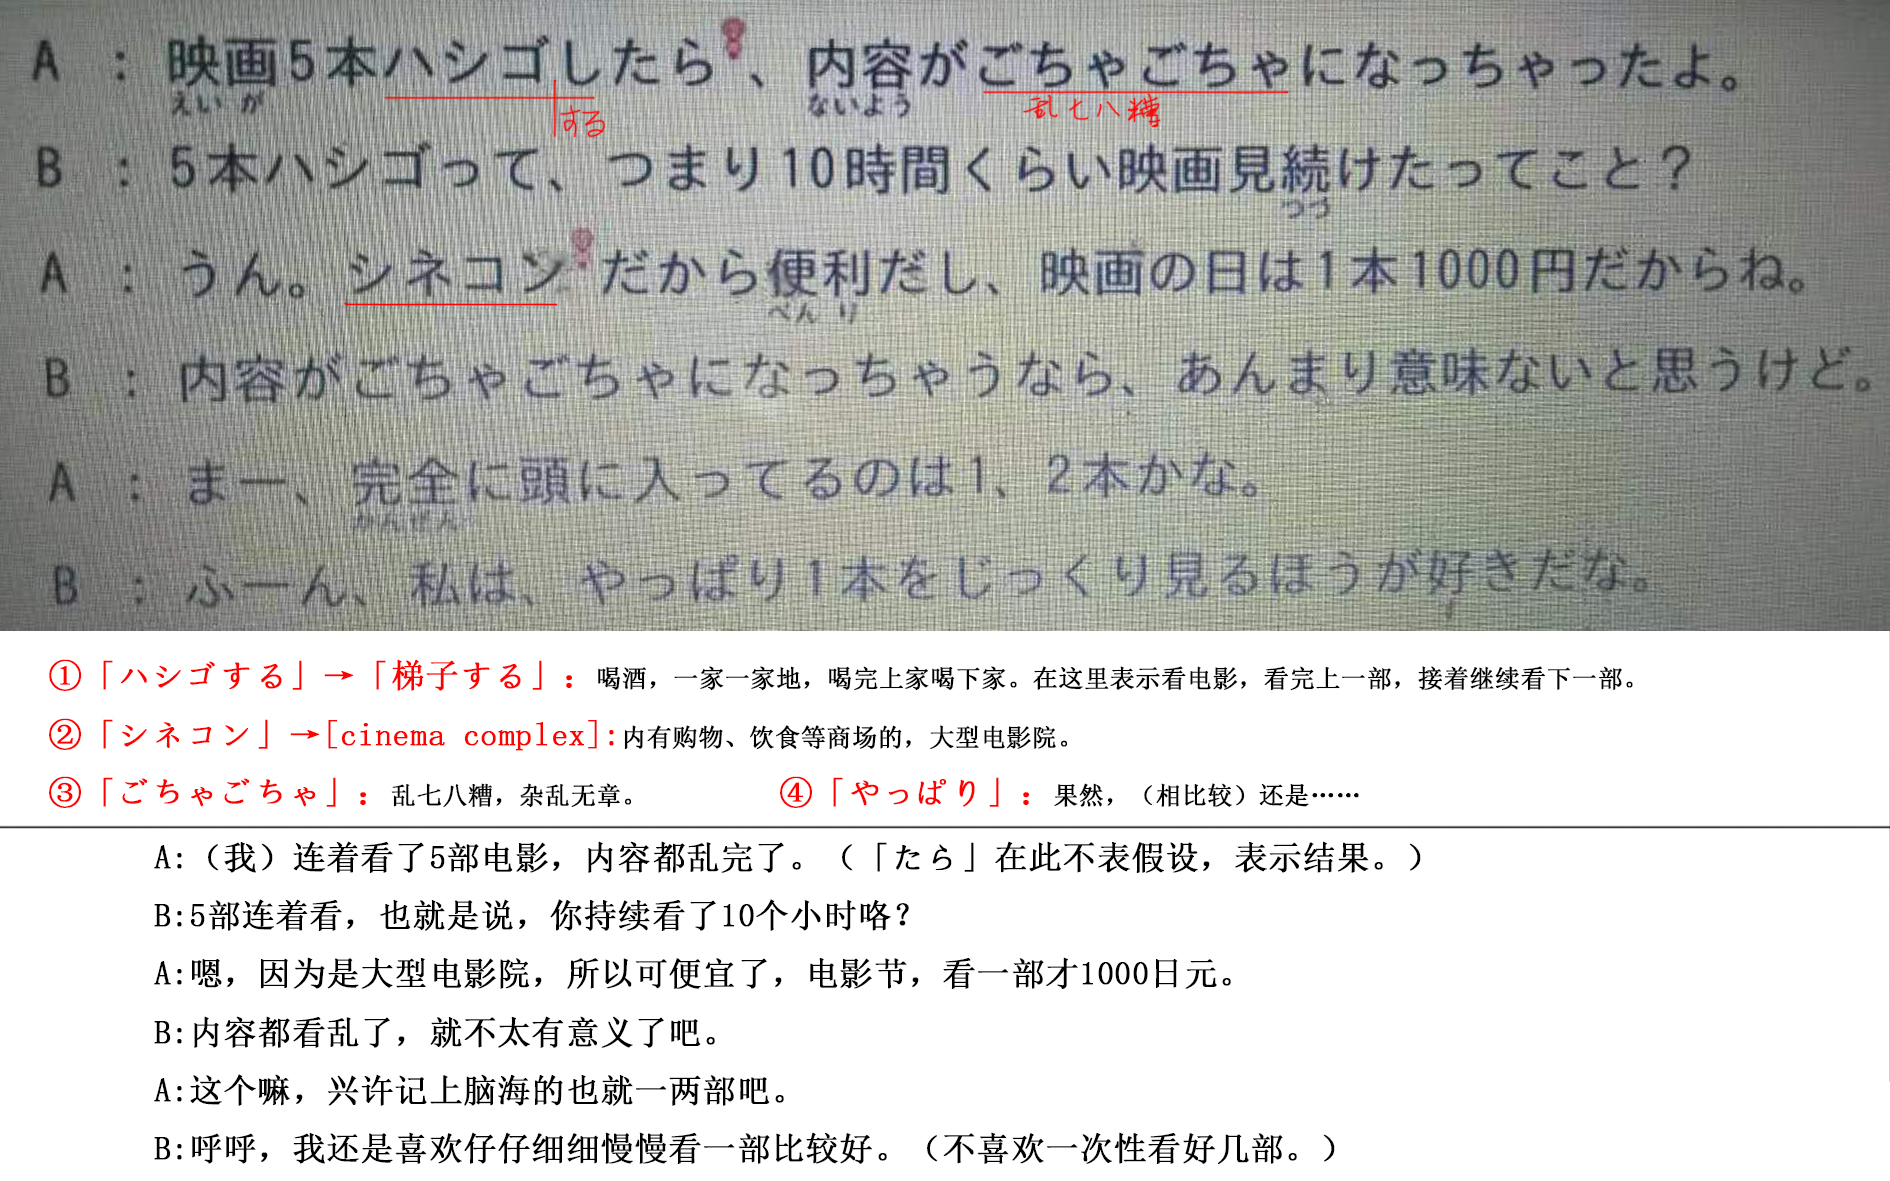 A ： 映画5本ハシゴしたら、内容がごちゃごちゃになっちゃったよ。
えいが ないよう
する 乱七八糟
B ： 5本ハシゴって、つまり10時間くらい映画見続けたってこと？
つづ
A ： うん。シネコンだから便利だし、映画の日は1本1000円だからね。
べんり
B ： 内容がごちゃごちゃになっちゃうなら、あんまり意味ないと思うけど。
A ： まー、完全に頭に入ってるのは1、2本かな。
かんぜん
B ： ふーん、私は、やっぱり1本をじっくり見るほうが好きだな。
①「ハシゴする」→「梯子する」：喝酒，一家一家地，喝完上家喝下家。在这里表示看电影，看完上一部，接着继续看下一部。
②「シネコン」→[cinema complex]:内有购物、饮食等商场的，大型电影院。
③「ごちゃごちゃ」：乱七八糟，杂乱无章。 ④「やっぱり」：果然，（相比较）还是……
A:（我）连着看了5部电影，内容都乱完了。（「たら」在此不表假设，表示结果。）
B:5部连着看，也就是说，你持续看了10个小时咯？
A:嗯，因为是大型电影院，所以可便宜了，电影节，看一部才1000日元。
B:内容都看乱了，就不太有意义了吧。
A:这个嘛，兴许记上脑海的也就一两部吧。
B:呼呼，我还是喜欢仔仔细细慢慢看一部比较好。（不喜欢一次性看好几部。）